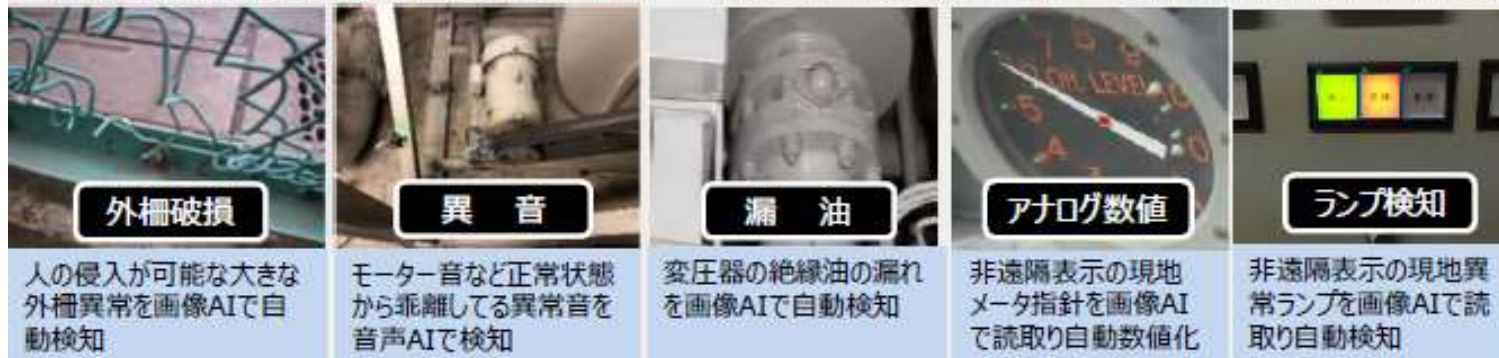 外柵破損
人の侵入が可能な大きな
外柵異常を画像AIで自
動検知
異 音
モーター音など正常状態
から乖離してる異常音を
音声AIで検知
漏 油
変圧器の絶縁油の漏れ
を画像AIで自動検知
OIL LEVEL
アナログ数値
非遠隔表示の現地
メータ指針を画像AI
で読取り自動数値化
ランプ検知
非遠隔表示の現地異
常ランプを画像AIで読
取り自動検知